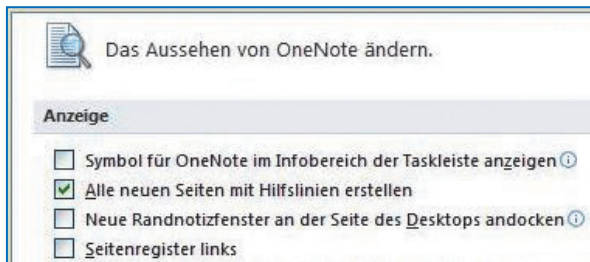 Das Aussehen von OneNote ändern.
Anzeige
Symbol für OneNote im Infobereich der Taskleiste anzeigen
Alle neuen Seiten mit Hilfslinien erstellen
Neue Randnotizfenster an der Seite des Desktops andocken
Seitenregister links